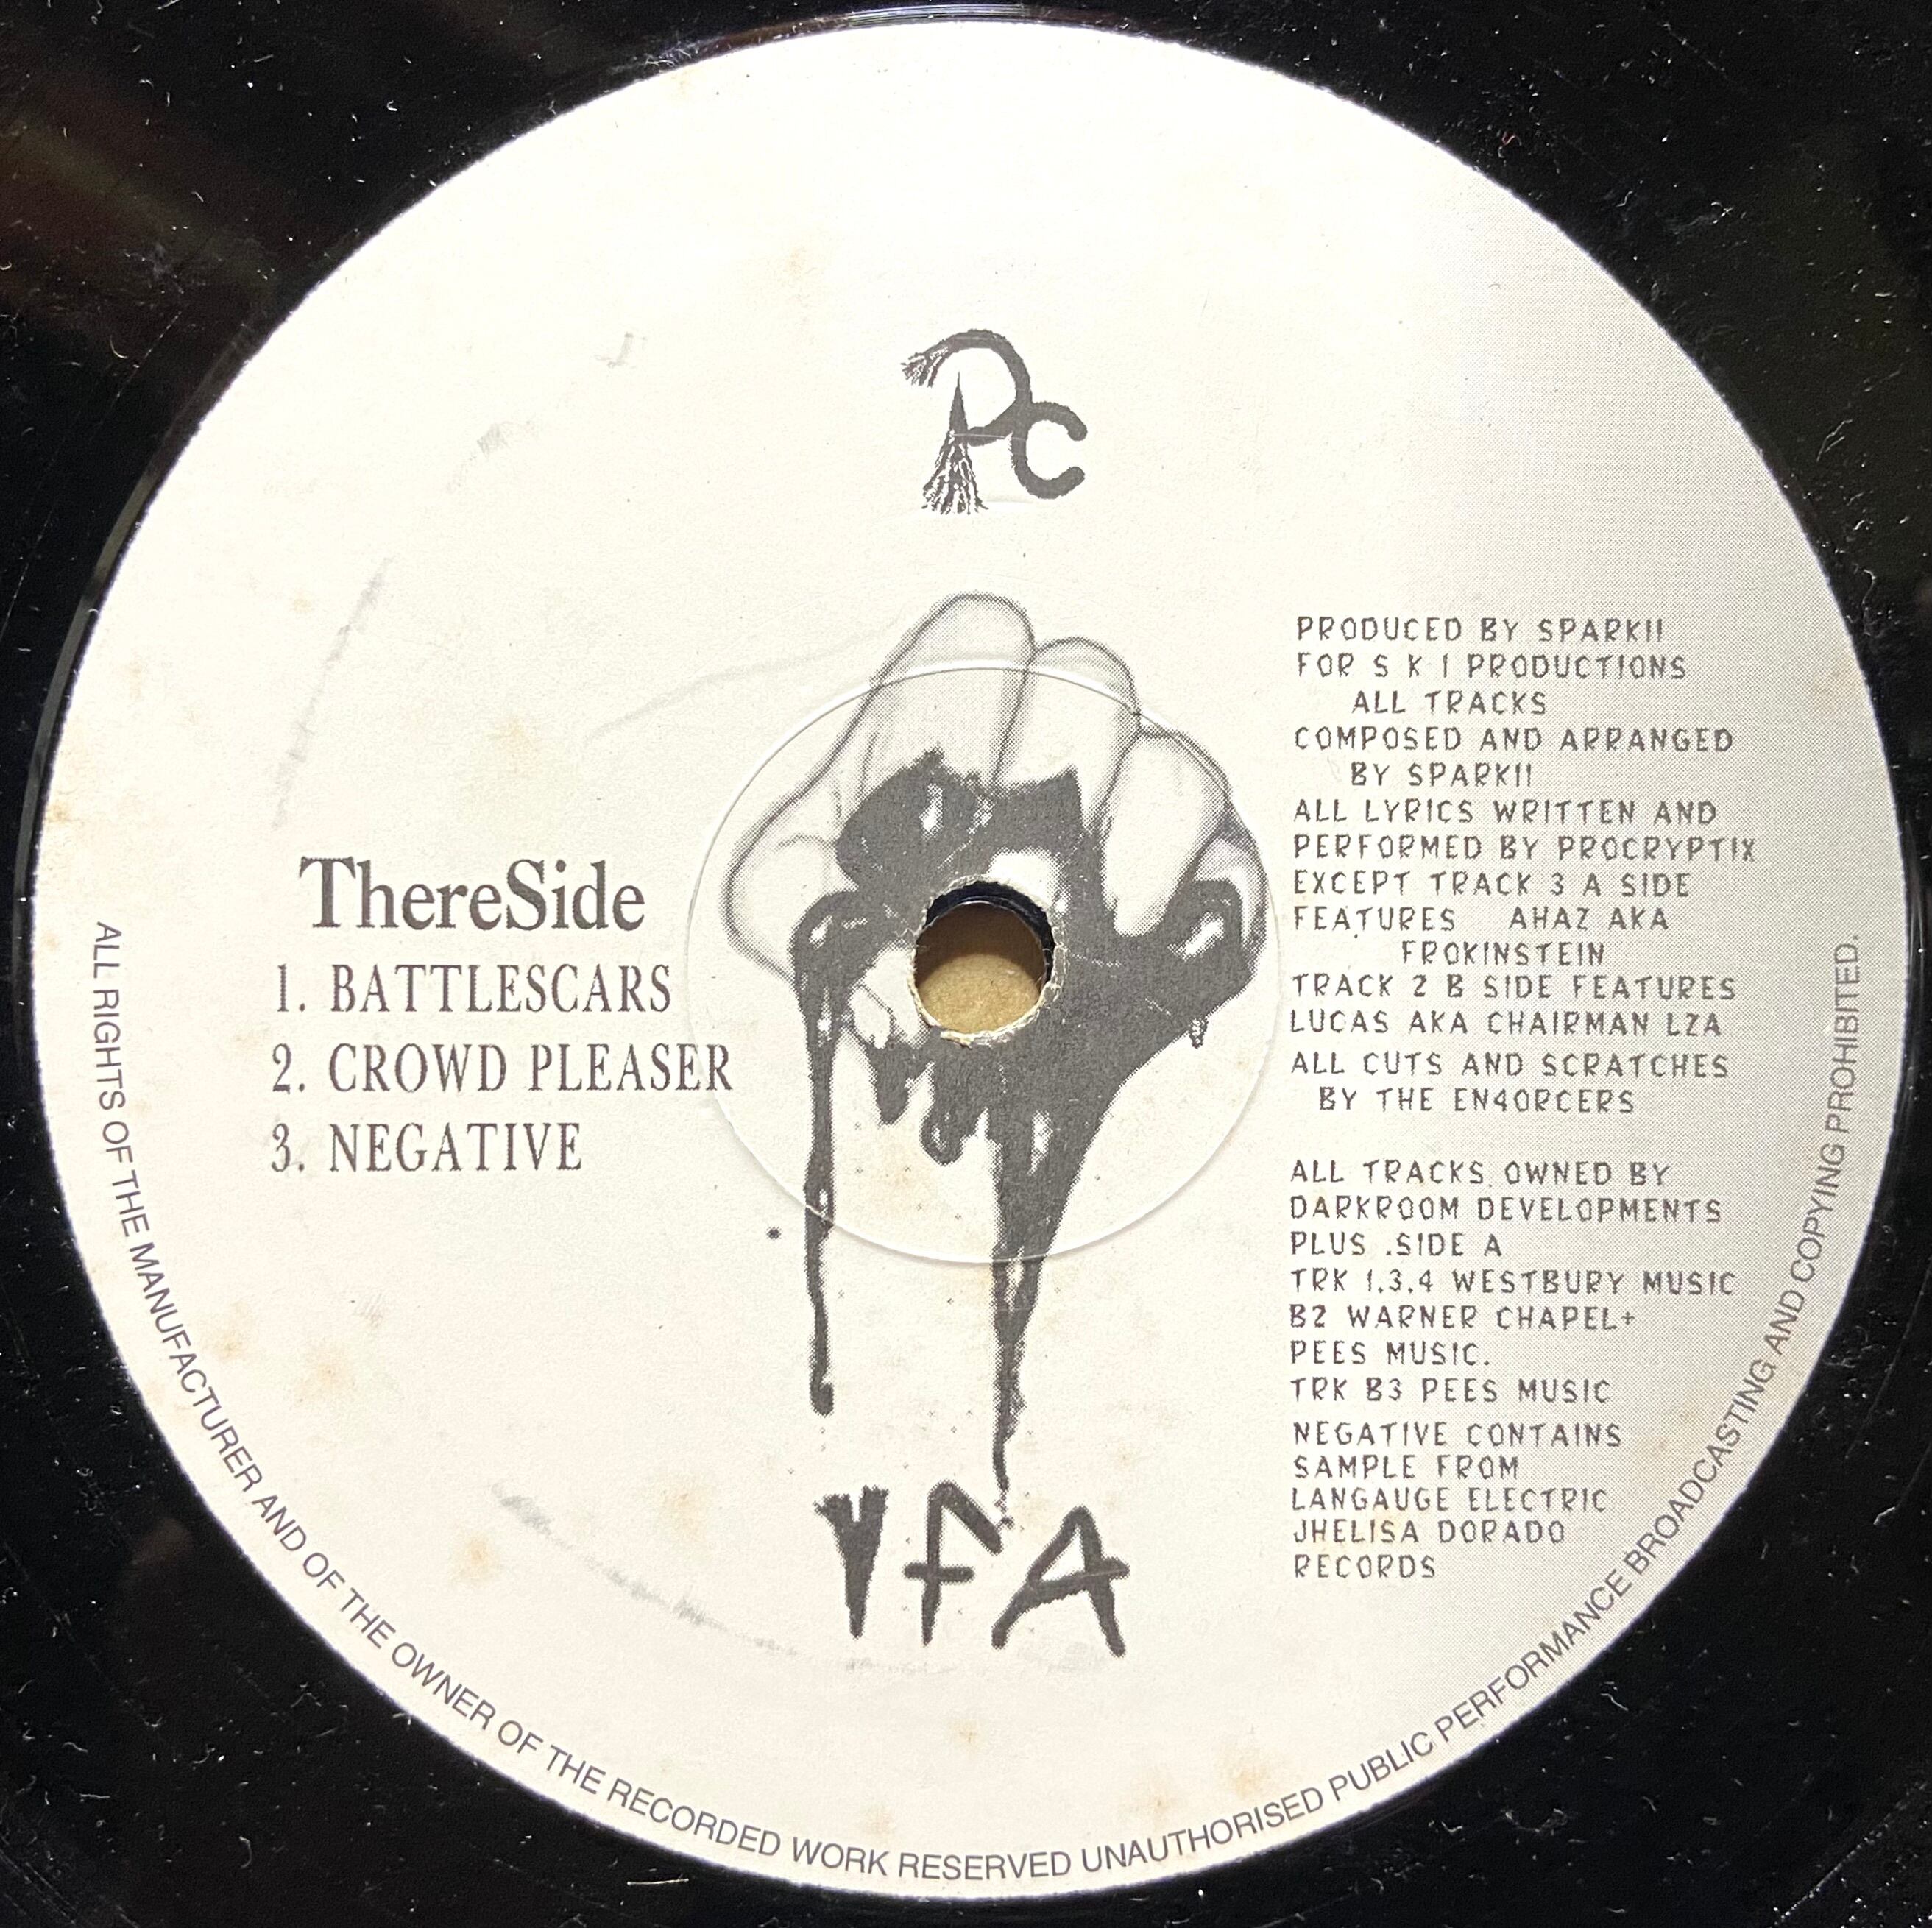 Pc
ThereSide
1. BATTLESCARS
2. CROWD PLEASER
3. NEGATIVE
PRODUCED BY SPARKII
FOR S K I PRODUCTIONS
ALL TRACKS
COMPOSED AND ARRANGED
BY SPARKII
ALL LYRICS WRITTEN AND
PERFORMED BY PROCRYPTIX
EXCEPT TRACK 3 A SIDE
FEATURES AHAZ AKA
FROKINSTEIN
TRACK 2 B SIDE FEATURES
LUCAS AKA CHAIRMAN LZA
ALL CUTS AND SCRATCHES
BY THE EN4ORCERS
ALL TRACKS OWNED BY
DARKROOM DEVELOPMENTS
PLUS .SIDE A
TRK 1.3.4 WESTBURY MUSIC
B2 WARNER CHAPEL+
PEES MUSIC.
TRK B3 PEES MUSIC
NEGATIVE CONTAINS
SAMPLE FROM
LANGAUGE ELECTRIC
JHELISA DORADO
RECORDS
YFA
ALL RIGHTS OF THE MANUFACTURER AND OF THE OWNER OF THE RECORDED WORK RESERVED UNAUTHORISED PUBLIC PERFORMANCE BROADCASTING AND COPYING PROHIBITED.